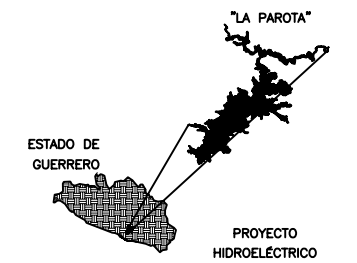 "LA PAROTA"
ESTADO DE
GUERRERO
PROYECTO
HIDROELÉCTRICO